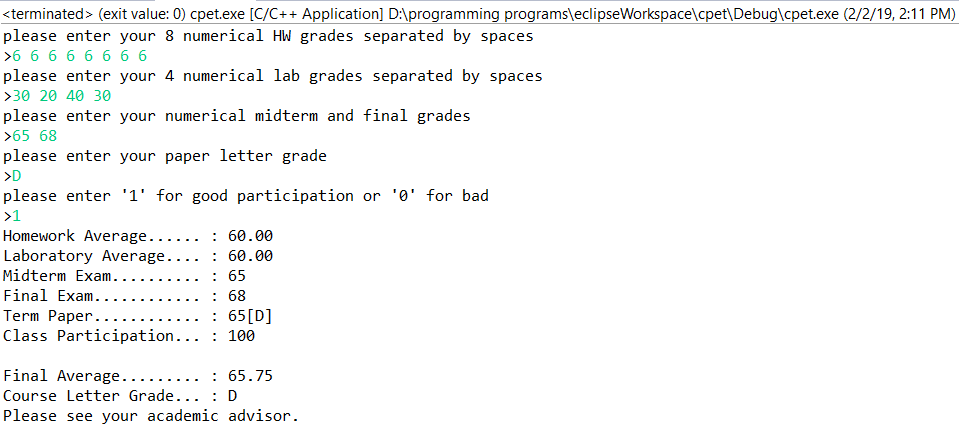 <terminated> (exit value: 0) cpet.exe [C/C++ Application] D:\programming programs\eclipseWorkspace\cpet\Debug\cpet.exe (2/2/19, 2:11 PM)
please enter your 8 numerical HW grades separated by spaces
>6 6 6 6 6 6 6 6
please enter your 4 numerical lab grades separated by spaces
>30 20 40 30
please enter your numerical midterm and final grades
>65 68
please enter your paper letter grade
>D
please enter '1' for good participation or '0' for bad
>1
Homework Average...... : 60.00
Laboratory Average.... : 60.00
Midterm Exam.......... : 65
Final Exam............ : 68
Term Paper............ : 65[D]
Class Participation... : 100
Final Average......... : 65.75
Course Letter Grade... : D
Please see your academic advisor.